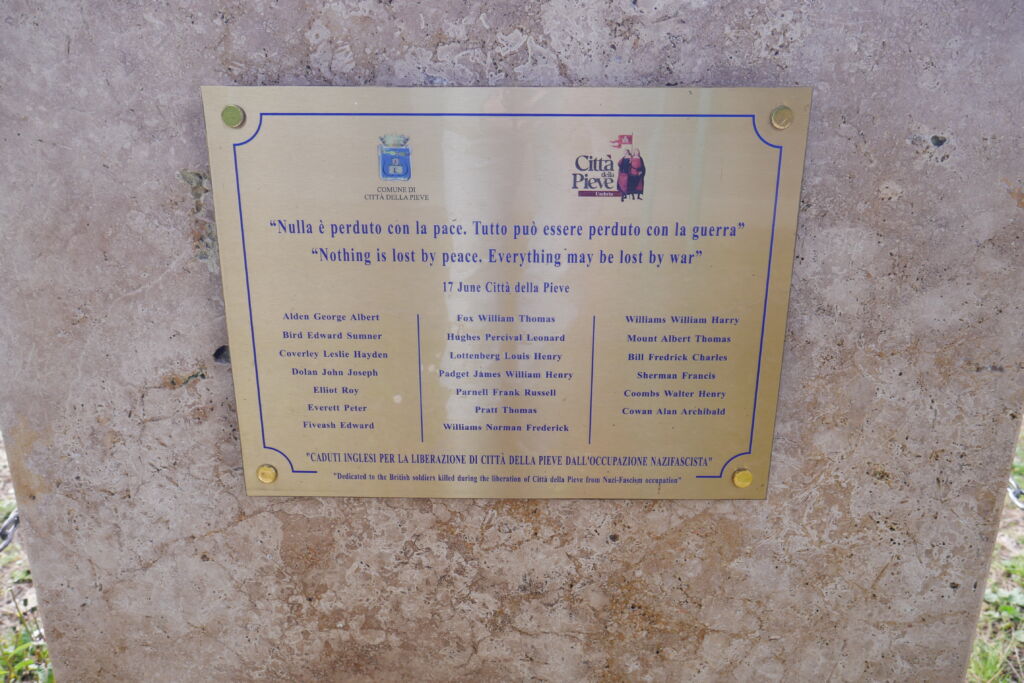 COMUNE DI
CITTÀ DELLA PIEVE
Città
della
Pieve
Umbria
“Nulla è perduto con la pace. Tutto può essere perduto con la guerra”
“Nothing is lost by peace. Everything may be lost by war”
17 June Città della Pieve
Alden George Albert
Bird Edward Sumner
Coverley Leslie Hayden
Dolan John Joseph
Elliot Roy
Everett Peter
Fiveash Edward
Fox William Thomas
Hughes Percival Leonard
Lottenberg Louis Henry
Padget James William Henry
Parnell Frank Russell
Pratt Thomas
Williams Norman Frederick
Williams William Harry
Mount Albert Thomas
Bill Fredrick Charles
Sherman Francis
Coombs Walter Henry
Cowan Alan Archibald
"CADUTI INGLESI PER LA LIBERAZIONE DI CITTÀ DELLA PIEVE DALL'OCCUPAZIONE NAZIFASCISTA"
"Dedicated to the British soldiers killed during the liberation of Città della Pieve from Nazi-Fascism occupation"